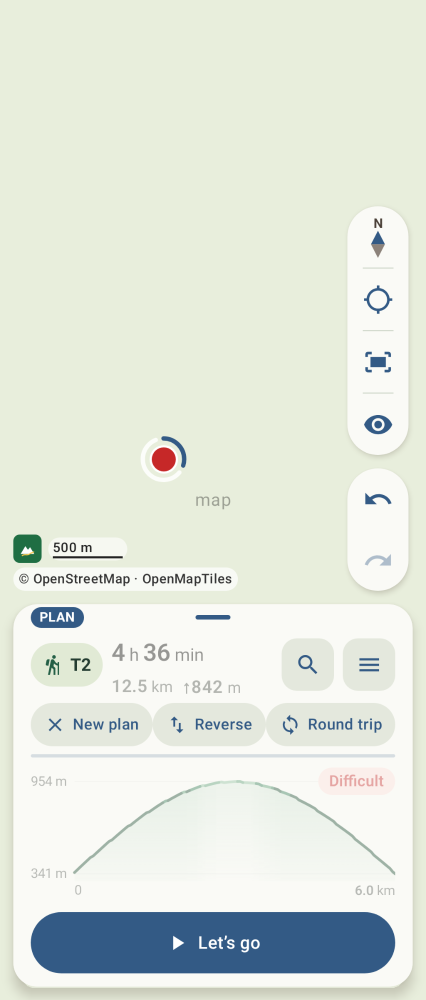 N
map
500 m
© OpenStreetMap · OpenMapTiles
PLAN
T2
4 h 36 min
12.5 km ↑842 m
New plan
Reverse
Round trip
954 m
Difficult
341 m
0
6.0 km
Let’s go